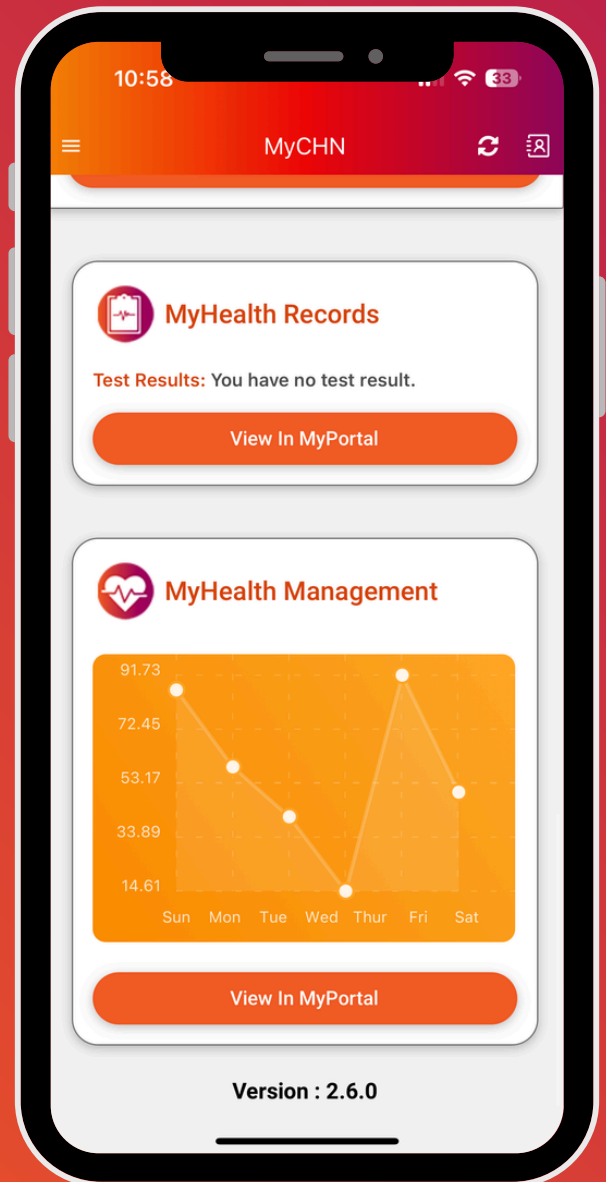 10:58
33
MyCHN
MyHealth Records
Test Results: You have no test result.
View In MyPortal
MyHealth Management
91.73
72.45
53.17
33.89
14.61
Sun Mon Tue Wed Thur Fri Sat
View In MyPortal
Version : 2.6.0